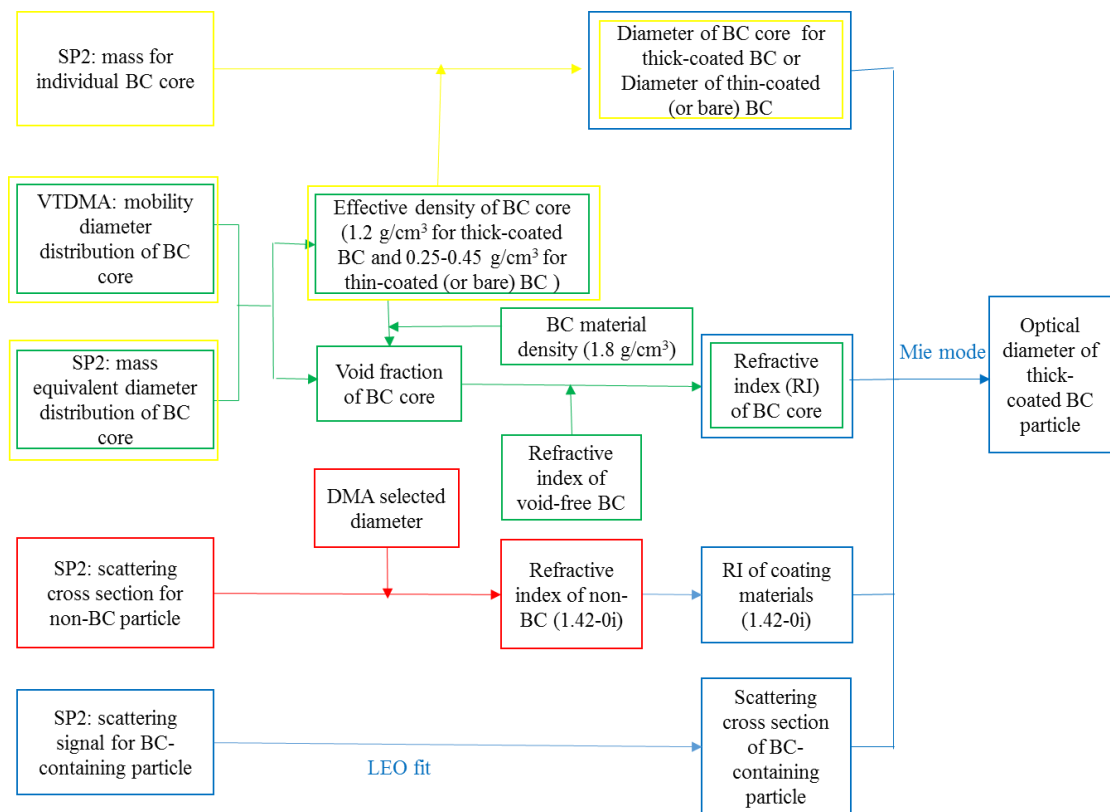 SP2: mass for
individual BC core
Diameter of BC core for
thick-coated BC or
Diameter of thin-coated
(or bare) BC
VTDMA: mobility
diameter
distribution of BC
core
Effective density of BC core
(1.2 g/cm³ for thick-coated
BC and 0.25-0.45 g/cm³ for
thin-coated (or bare) BC )
BC material
density (1.8 g/cm³)
SP2: mass
equivalent diameter
distribution of BC
core
Void fraction
of BC core
Refractive
index (RI)
of BC core
Mie mode
Optical
diameter of
thick-
coated BC
particle
Refractive
index of
void-free BC
DMA selected
diameter
SP2: scattering
cross section for
non-BC particle
Refractive
index of non-
BC (1.42-0i)
RI of coating
materials
(1.42-0i)
SP2: scattering
signal for BC-
containing particle
LEO fit
Scattering
cross section
of BC-
containing
particle